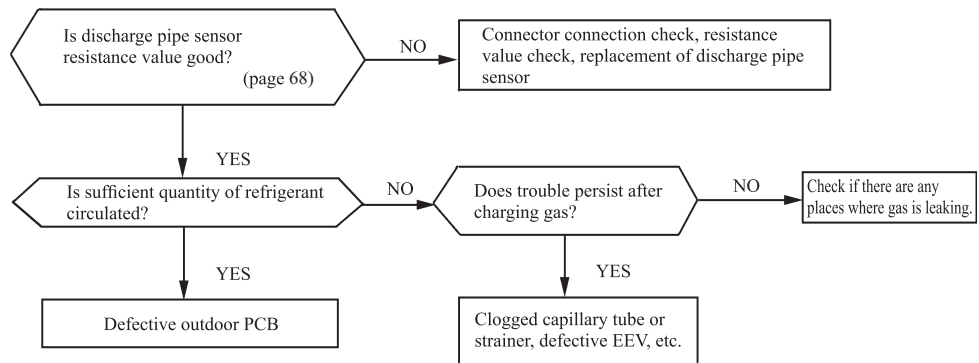 Is discharge pipe sensor
resistance value good?
(page 68)
NO
Connector connection check, resistance
value check, replacement of discharge pipe
sensor
YES
Is sufficient quantity of refrigerant
circulated?
NO
Does trouble persist after
charging gas?
NO
Check if there are any
places where gas is leaking.
YES
YES
Defective outdoor PCB
Clogged capillary tube or
strainer, defective EEV, etc.